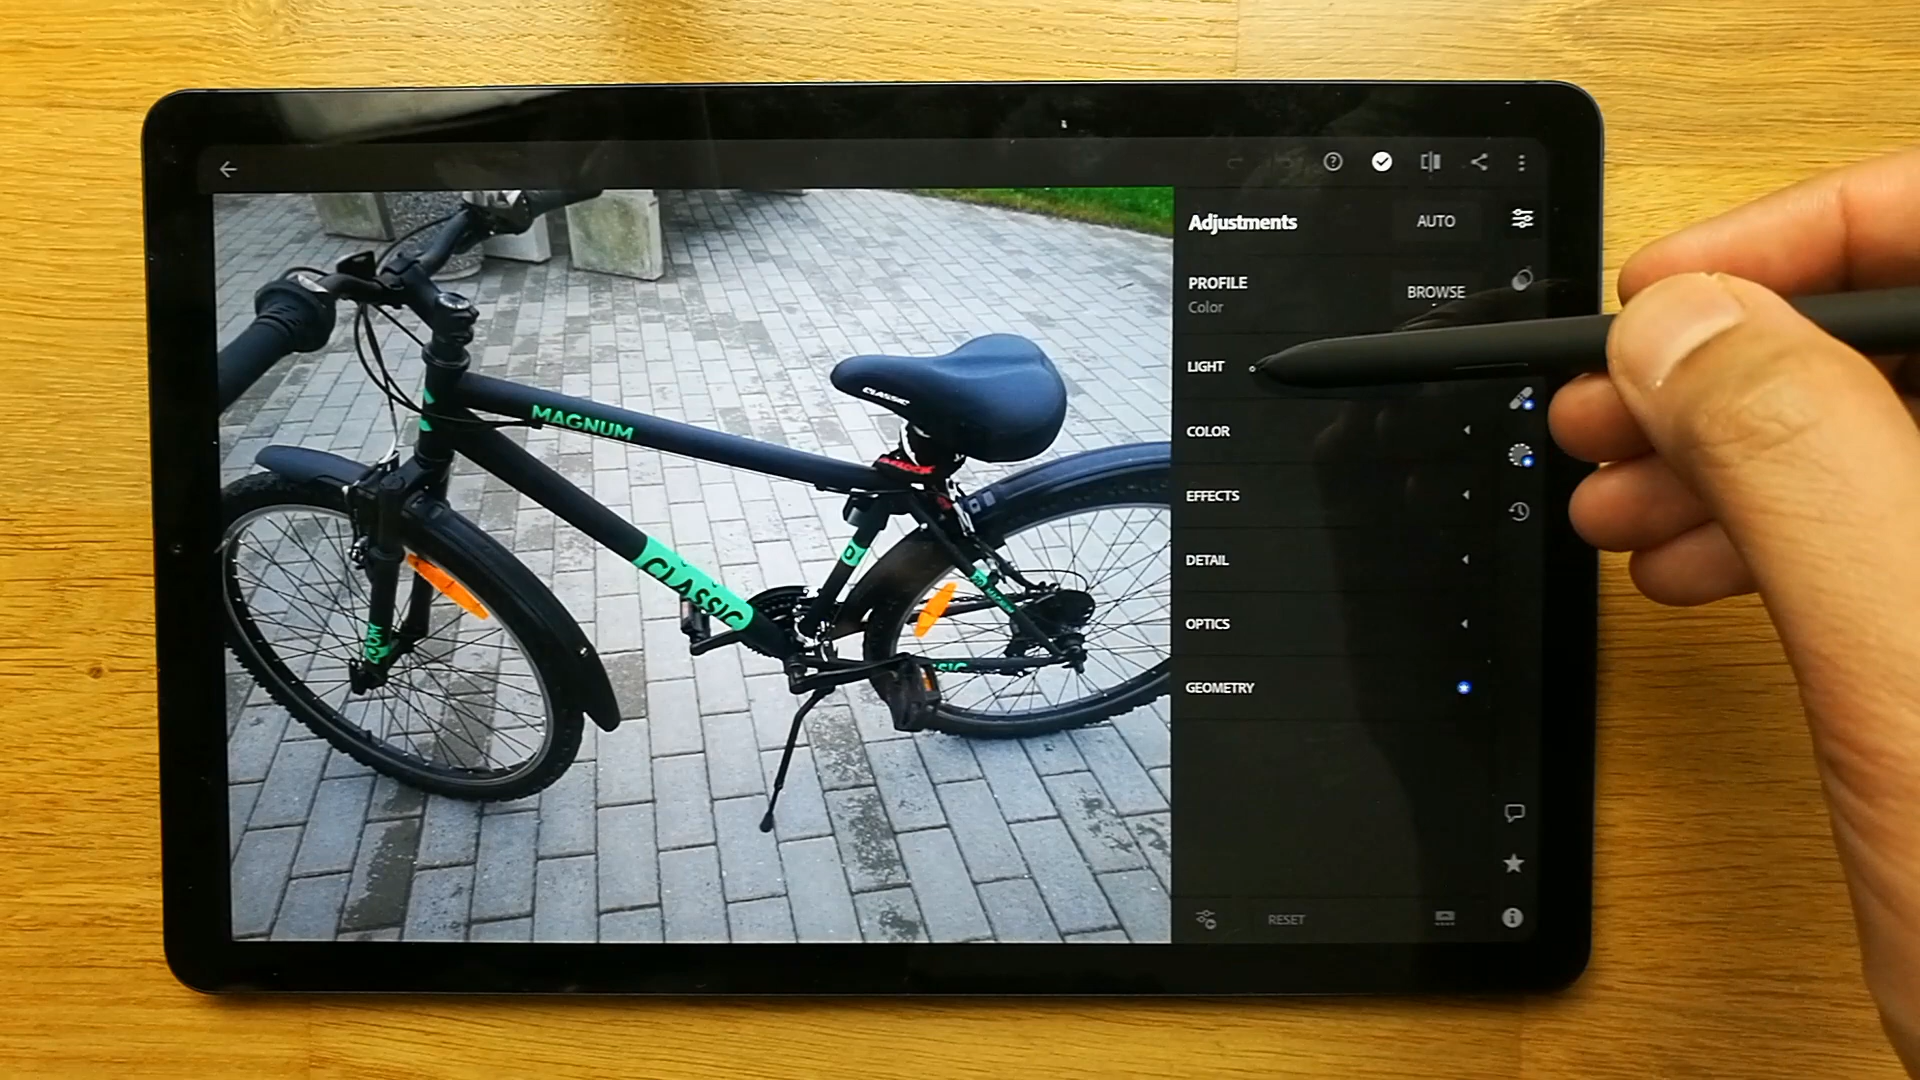 Adjustments AUTO
PROFILE
Color
BROWSE
LIGHT
COLOR
EFFECTS
DETAIL
OPTICS
GEOMETRY
RESET
MAGNUM
CLASSIC
CLASSIC